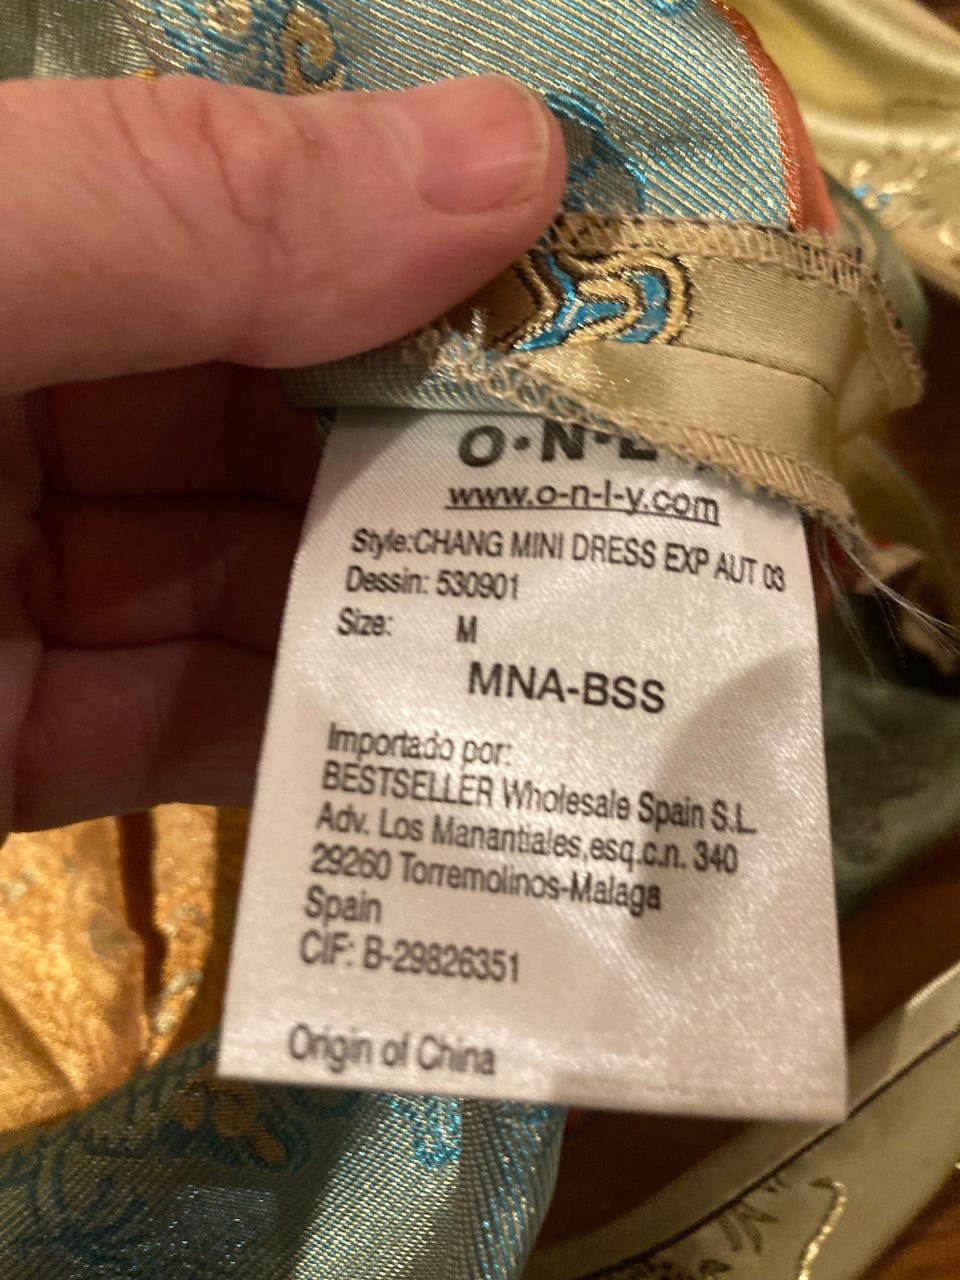 www.o-n-l-y.com
Style:CHANG MINI DRESS EXP AUT 03
Dessin: 530901
Size: M
MNA-BSS
Importado por:
BESTSELLER Wholesale Spain S.L.
Adv. Los Manantiales,esq.c.n. 340
29260 Torremolinos-Malaga
Spain
CIF: B-29826351
Origin of China